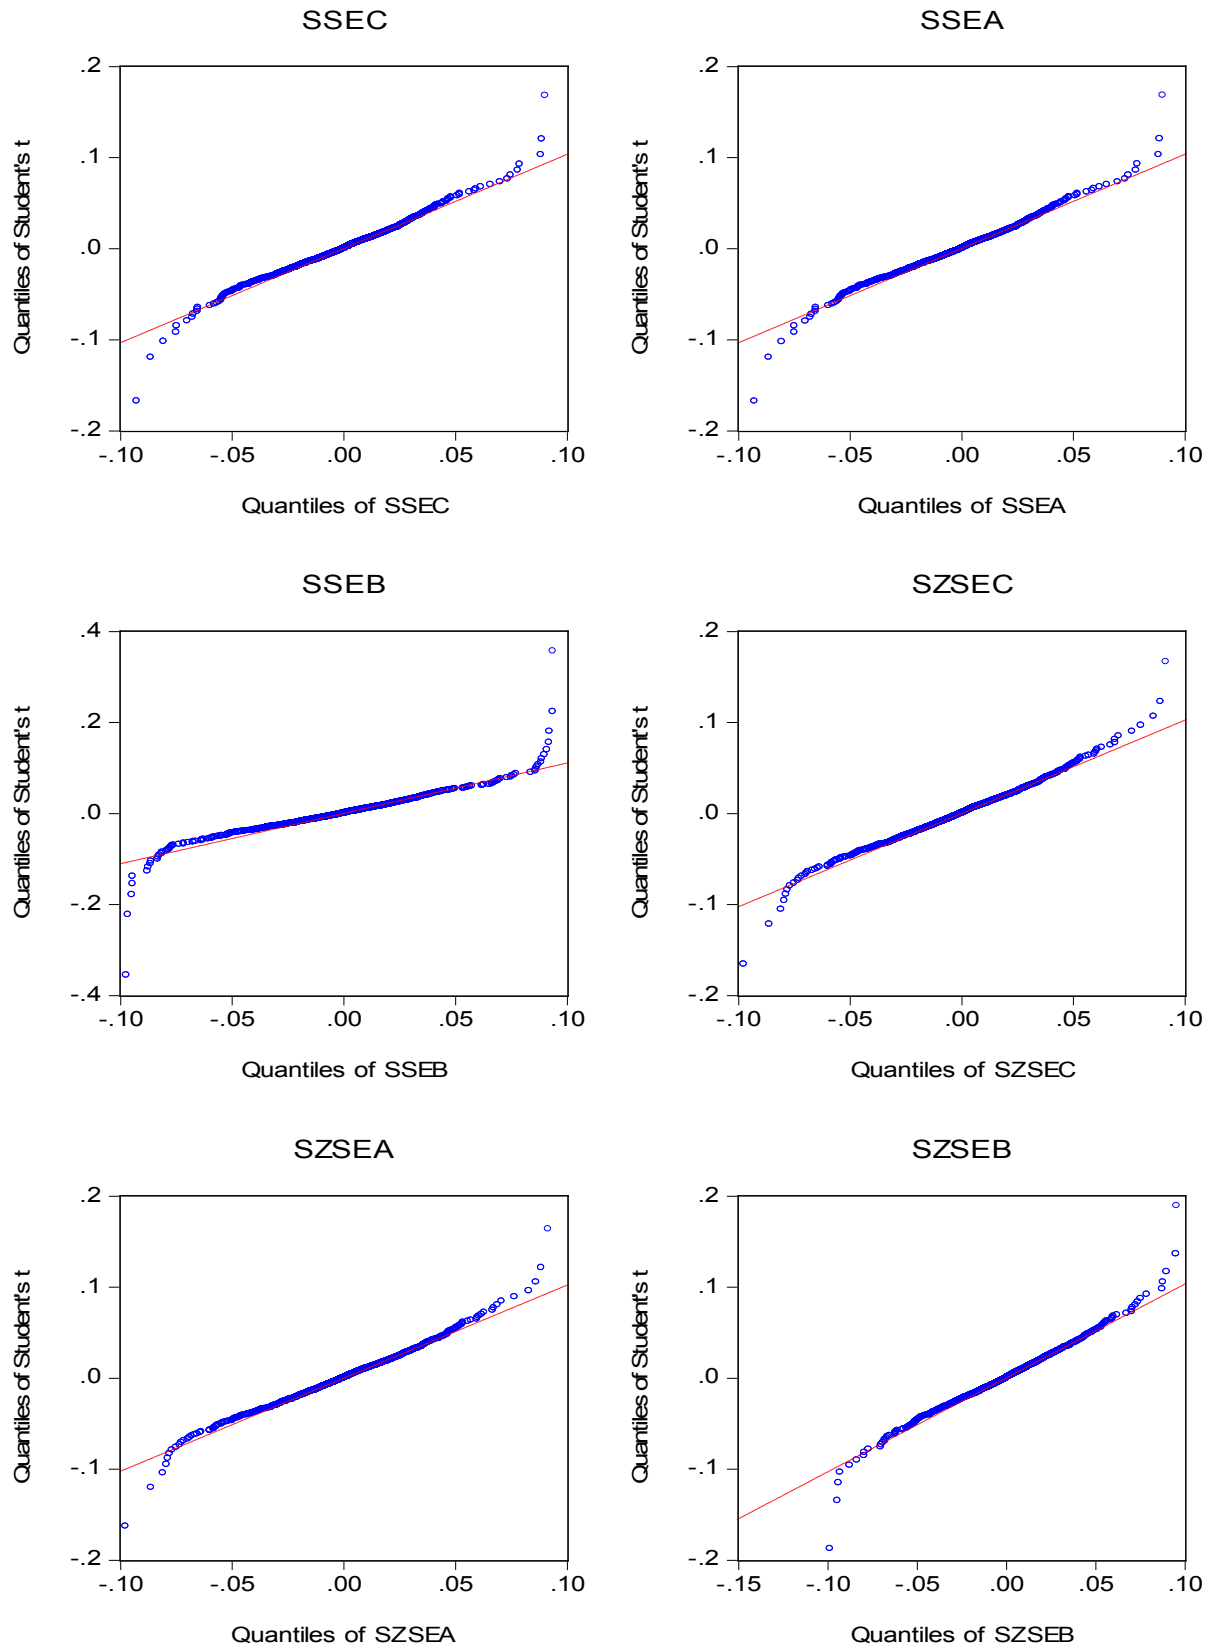 SSEC
Quantiles of Student's t
.2
.1
.0
-.1
-.2
-.10 -.05 .00 .05 .10
Quantiles of SSEC
SSEA
Quantiles of Student's t
.2
.1
.0
-.1
-.2
-.10 -.05 .00 .05 .10
Quantiles of SSEA
SSEB
Quantiles of Student's t
.4
.2
.0
-.2
-.4
-.10 -.05 .00 .05 .10
Quantiles of SSEB
SZSEC
Quantiles of Student's t
.2
.1
.0
-.1
-.2
-.10 -.05 .00 .05 .10
Quantiles of SZSEC
SZSEA
Quantiles of Student's t
.2
.1
.0
-.1
-.2
-.10 -.05 .00 .05 .10
Quantiles of SZSEA
SZSEB
Quantiles of Student's t
.2
.1
.0
-.1
-.2
-.15 -.10 -.05 .00 .05 .10
Quantiles of SZSEB